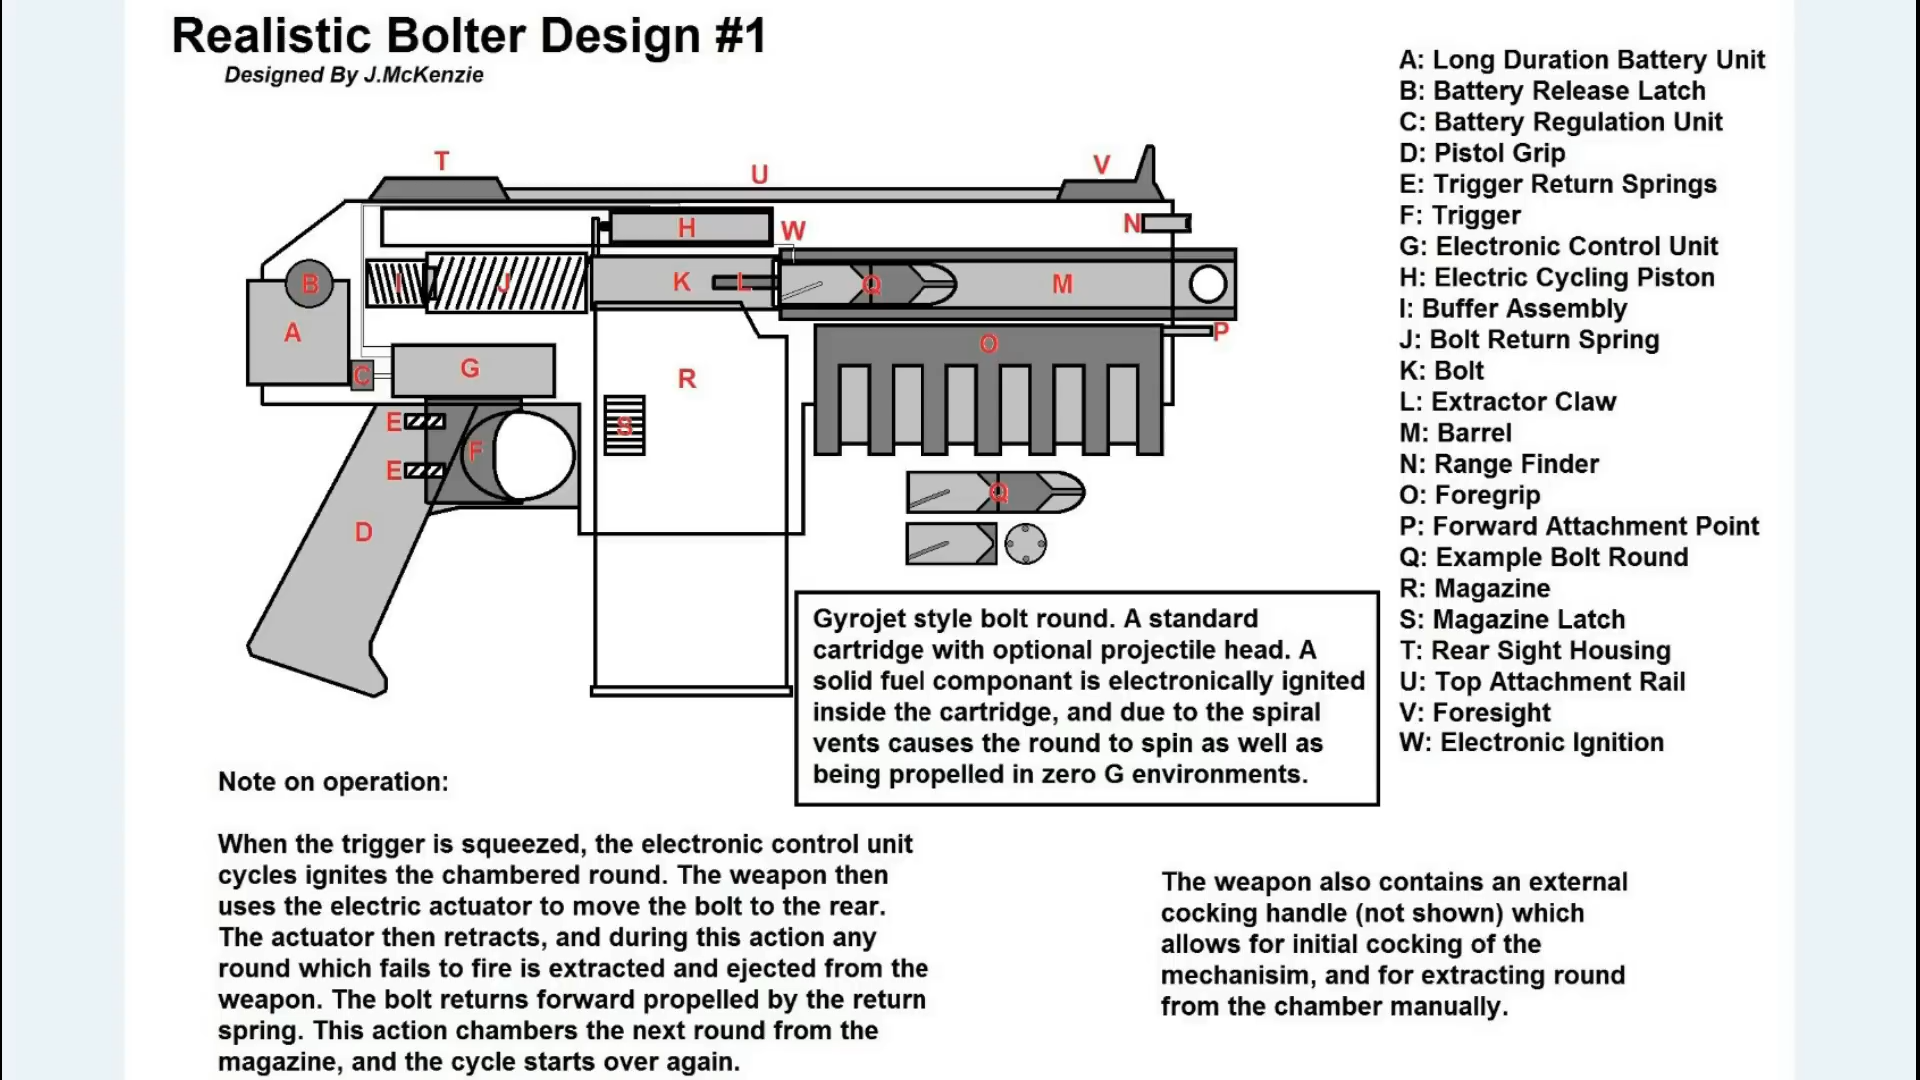 Realistic Bolter Design #1
Designed By J.McKenzie
A: Long Duration Battery Unit
B: Battery Release Latch
C: Battery Regulation Unit
D: Pistol Grip
E: Trigger Return Springs
F: Trigger
G: Electronic Control Unit
H: Electric Cycling Piston
I: Buffer Assembly
J: Bolt Return Spring
K: Bolt
L: Extractor Claw
M: Barrel
N: Range Finder
O: Foregrip
P: Forward Attachment Point
Q: Example Bolt Round
R: Magazine
S: Magazine Latch
T: Rear Sight Housing
U: Top Attachment Rail
V: Foresight
W: Electronic Ignition
T
U
V
H
W
N
B
I
J
K
L
Q
M
A
P
O
C
G
R
E
S
F
E
Q
D
Gyrojet style bolt round. A standard
cartridge with optional projectile head. A
solid fuel componant is electronically ignited
inside the cartridge, and due to the spiral
vents causes the round to spin as well as
being propelled in zero G environments.
Note on operation:
When the trigger is squeezed, the electronic control unit
cycles ignites the chambered round. The weapon then
uses the electric actuator to move the bolt to the rear.
The actuator then retracts, and during this action any
round which fails to fire is extracted and ejected from the
weapon. The bolt returns forward propelled by the return
spring. This action chambers the next round from the
magazine, and the cycle starts over again.
The weapon also contains an external
cocking handle (not shown) which
allows for initial cocking of the
mechanisim, and for extracting round
from the chamber manually.